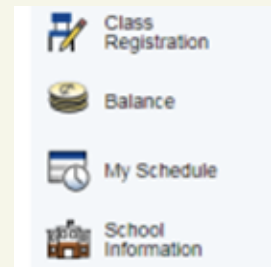 Class
Registration
Balance
My Schedule
School
Information